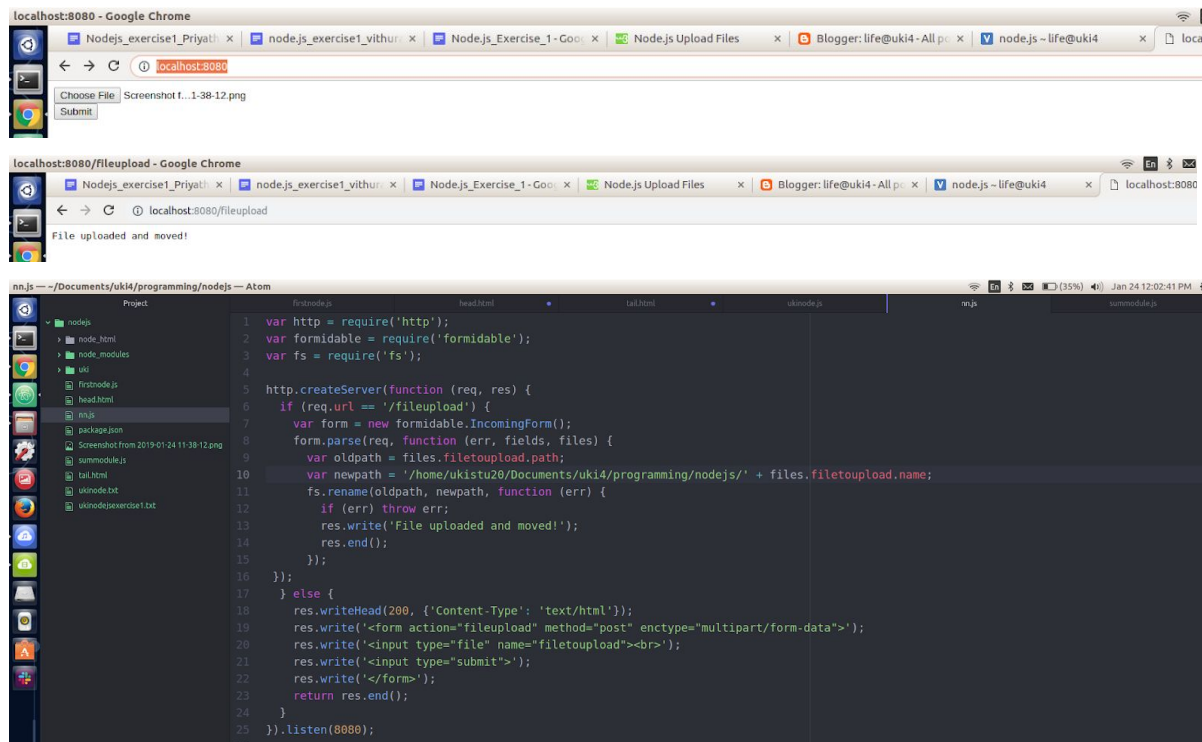 localhost:8080 - Google Chrome
Nodejs_exercise1_Priyath × node.js_exercise1_vithur × Node.js_Exercise_1 - Goo × Node.js Upload Files × Blogger: life@uki4 - All po × node.js ~ life@uki4 × loca
localhost:8080
Choose File Screenshot f...1-38-12.png
Submit
localhost:8080/fileupload - Google Chrome En
Nodejs_exercise1_Priyath × node.js_exercise1_vithur × Node.js_Exercise_1 - Goo × Node.js Upload Files × Blogger: life@uki4 - All po × node.js ~ life@uki4 × localhost:8080
localhost:8080/fileupload
File uploaded and moved!
nn.js — ~/Documents/uki4/programming/nodejs — Atom En (35%) Jan 24 12:02:41 PM
Project firstnode.js head.html tail.html ukinode.js nn.js summodule.js
nodejs
node_html
node_modules
uki
firstnode.js
head.html
nn.js
package.json
Screenshot from 2019-01-24 11-38-12.png
summodule.js
tail.html
ukinode.txt
ukinodejsexercise1.txt
1 var http = require('http');
2 var formidable = require('formidable');
3 var fs = require('fs');
4
5 http.createServer(function (req, res) {
6 if (req.url == '/fileupload') {
7 var form = new formidable.IncomingForm();
8 form.parse(req, function (err, fields, files) {
9 var oldpath = files.filetoupload.path;
10 var newpath = '/home/ukistu20/Documents/uki4/programming/nodejs/' + files.filetoupload.name;
11 fs.rename(oldpath, newpath, function (err) {
12 if (err) throw err;
13 res.write('File uploaded and moved!');
14 res.end();
15 });
16 });
17 } else {
18 res.writeHead(200, {'Content-Type': 'text/html'});
19 res.write('<form action="fileupload" method="post" enctype="multipart/form-data">');
20 res.write('<input type="file" name="filetoupload"><br>');
21 res.write('<input type="submit">');
22 res.write('</form>');
23 return res.end();
24 }
25 }).listen(8080);